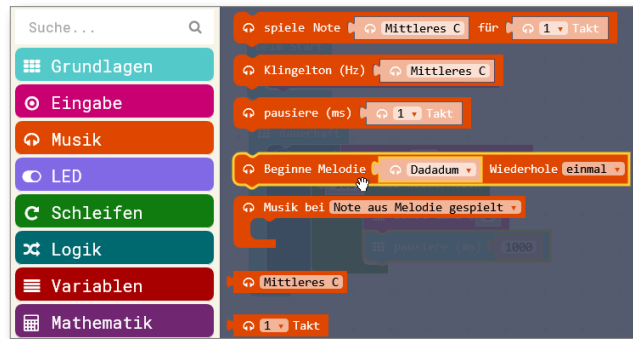 Suche...
Grundlagen
Eingabe
Musik
LED
Schleifen
Logik
Variablen
Mathematik
spiele Note Mittleres C für 1 Takt
Klingelton (Hz) Mittleres C
pausiere (ms) 1 Takt
Beginne Melodie Dadadum Wiederhole einmal
Musik bei Note aus Melodie gespielt
pausiere (ms) 1000
Mittleres C
1 Takt